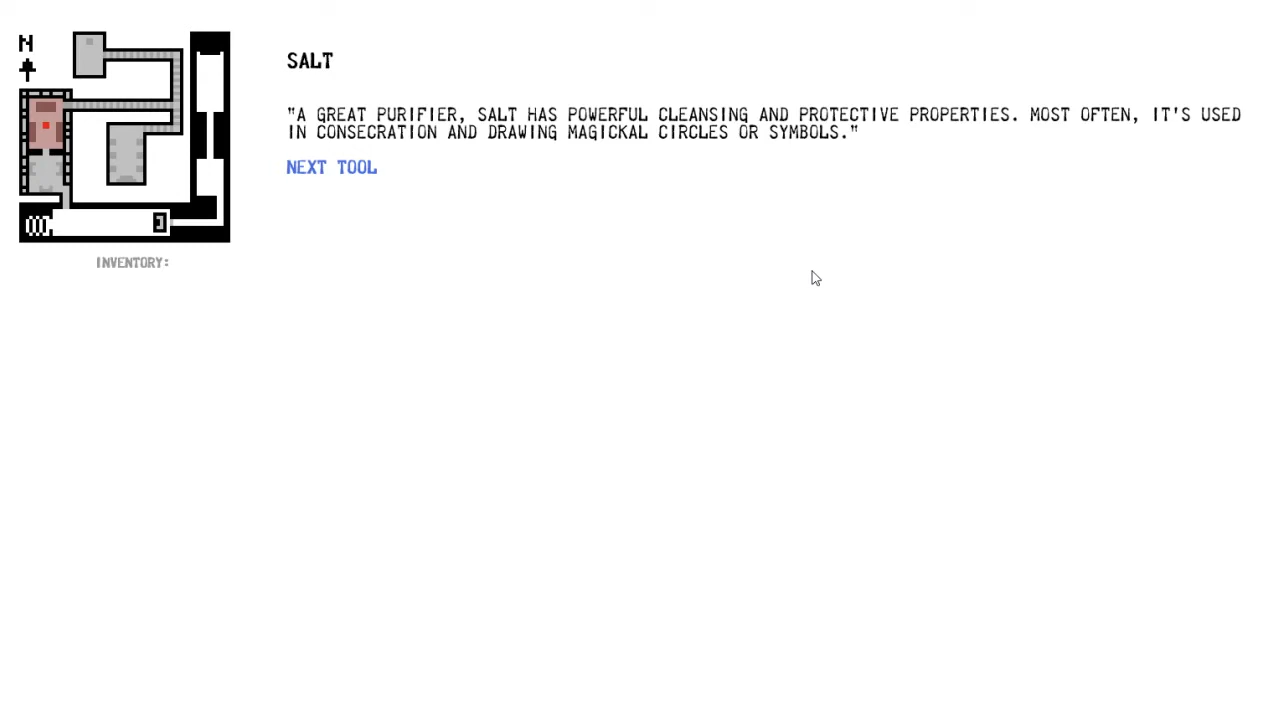 N
SALT
"A GREAT PURIFIER, SALT HAS POWERFUL CLEANSING AND PROTECTIVE PROPERTIES. MOST OFTEN, IT'S USED
IN CONSECRATION AND DRAWING MAGICKAL CIRCLES OR SYMBOLS."
NEXT TOOL
INVENTORY: